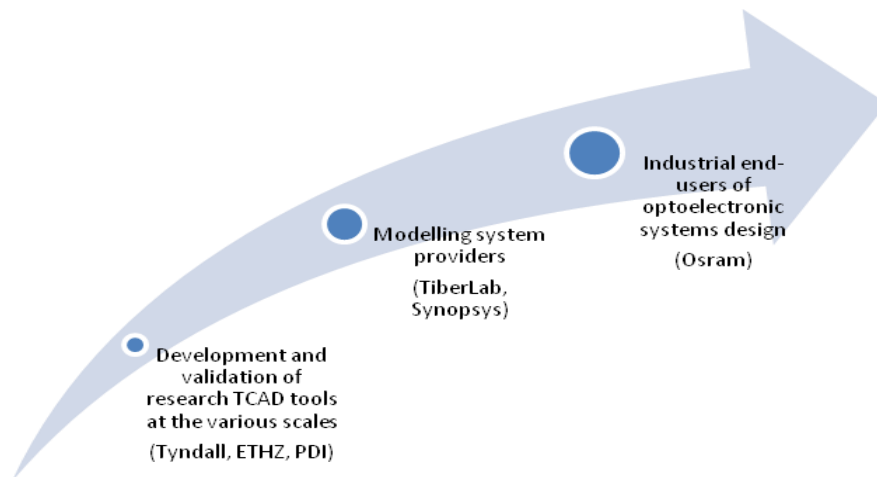 Development and
validation of
research TCAD tools
at the various scales
(Tyndall, ETHZ, PDI)
Modelling system
providers
(TiberLab,
Synopsys)
Industrial end-
users of
optoelectronic
systems design
(Osram)